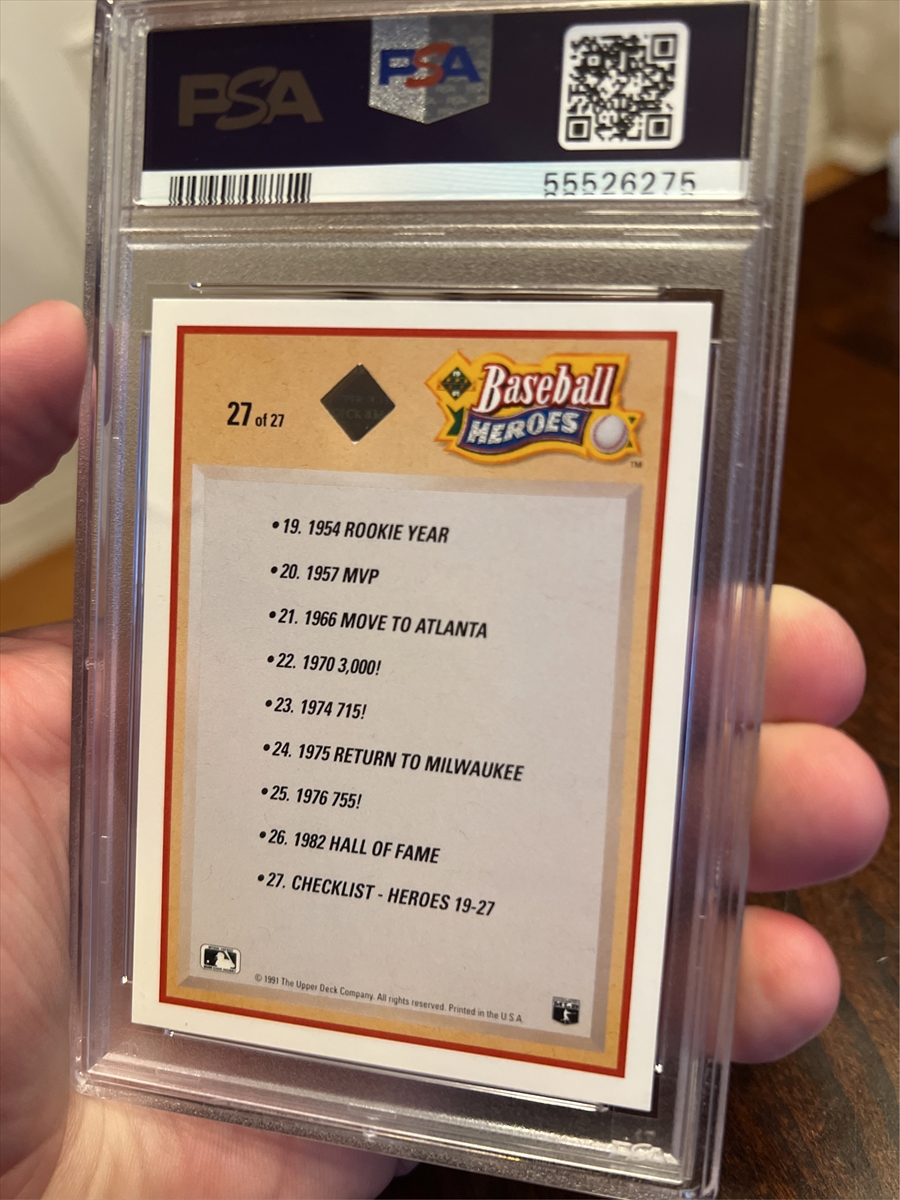 PSA
PSA
55526275
27 of 27
Baseball
HEROES
TM
•19. 1954 ROOKIE YEAR
•20. 1957 MVP
•21. 1966 MOVE TO ATLANTA
•22. 1970 3,000!
•23. 1974 715!
•24. 1975 RETURN TO MILWAUKEE
•25. 1976 755!
•26. 1982 HALL OF FAME
•27. CHECKLIST - HEROES 19-27
© 1991 The Upper Deck Company. All rights reserved. Printed in the U.S.A.